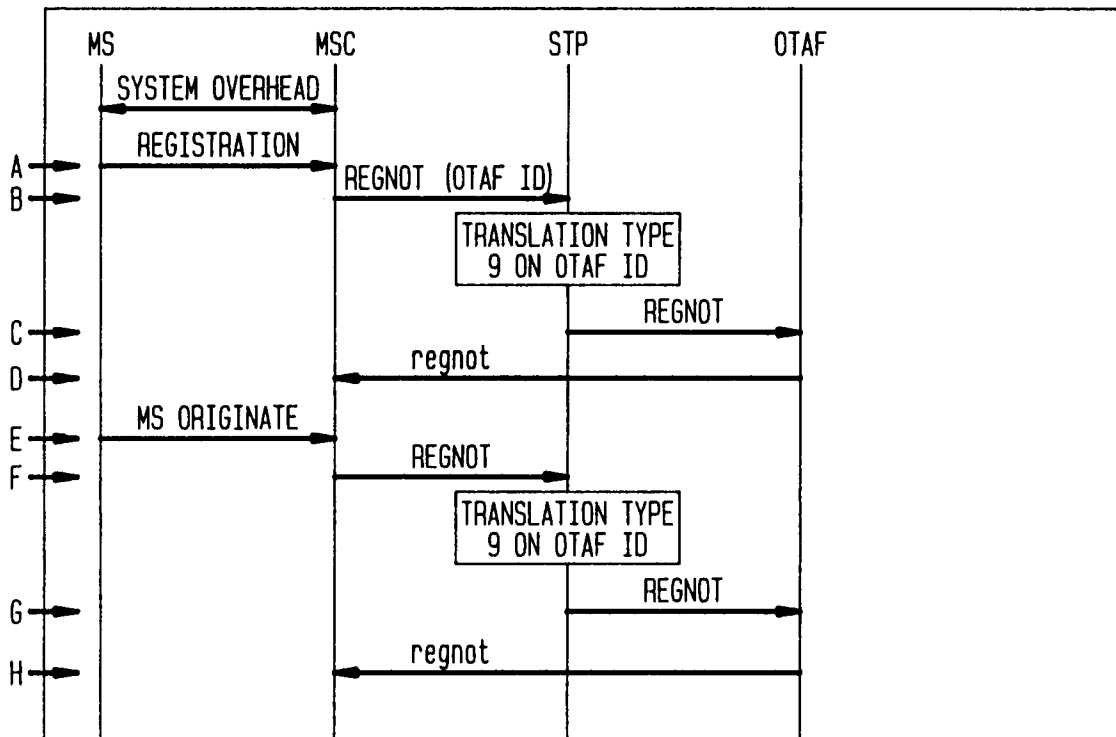 MS MSC STP OTAF
SYSTEM OVERHEAD
A REGISTRATION
B REGNOT (OTAF ID)
TRANSLATION TYPE
9 ON OTAF ID
C REGNOT
D regnot
E MS ORIGINATE
F REGNOT
TRANSLATION TYPE
9 ON OTAF ID
G REGNOT
H regnot